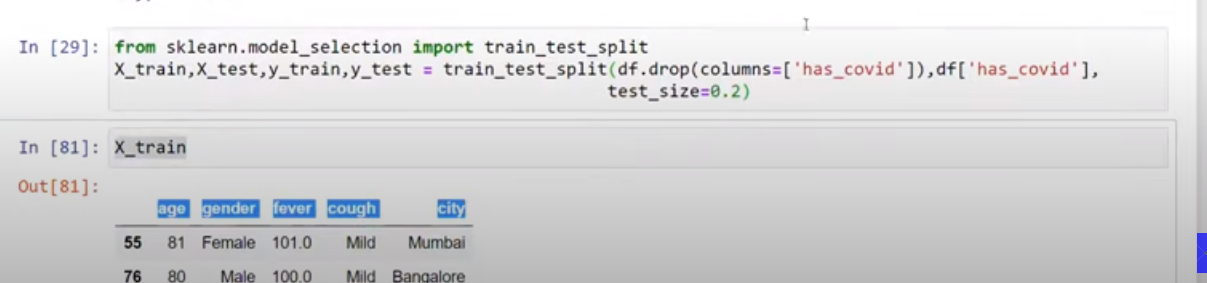 In [29]: from sklearn.model_selection import train_test_split
X_train,X_test,y_train,y_test = train_test_split(df.drop(columns=['has_covid']),df['has_covid'],
test_size=0.2)
In [81]: X_train
Out[81]:
age gender fever cough city
55 81 Female 101.0 Mild Mumbai
76 80 Male 100.0 Mild Bangalore